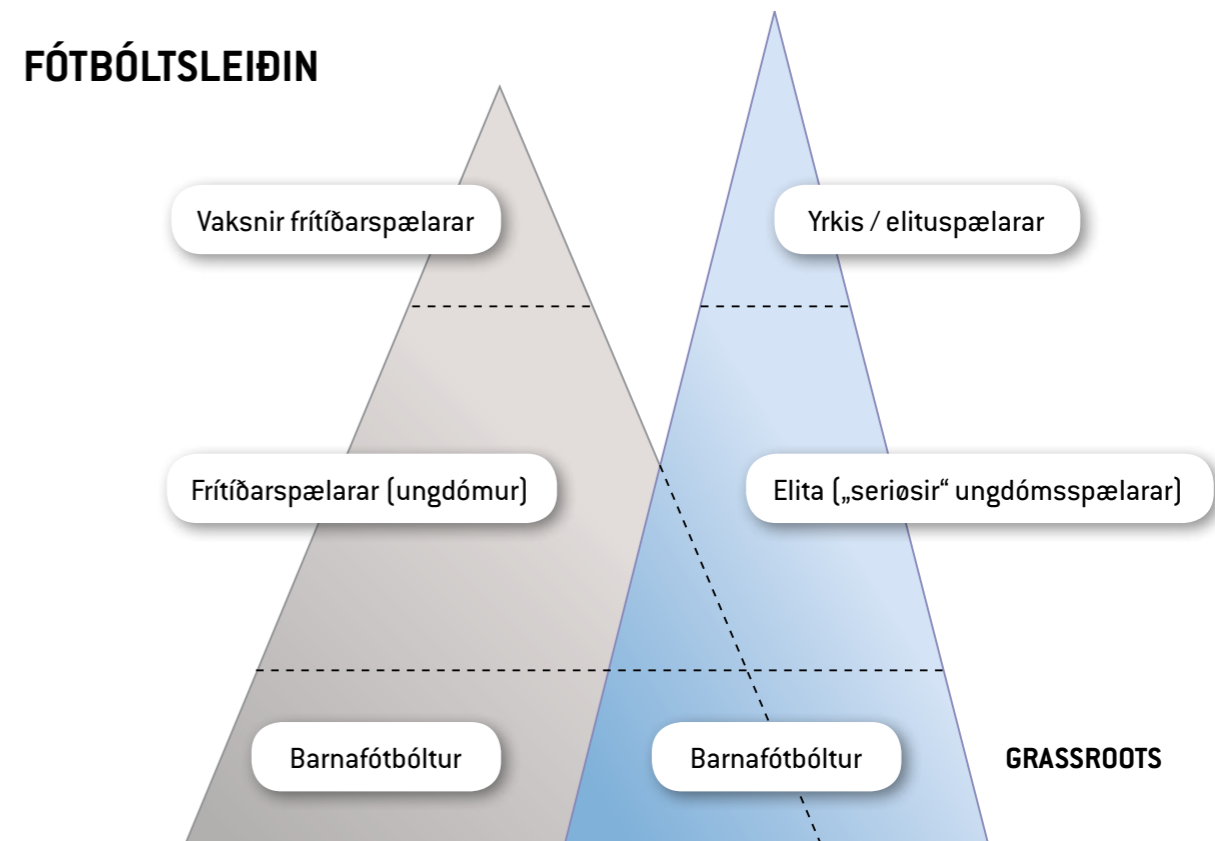 FÓTBÓLTSLEIÐIN
Vaksnir frítíðarspælarar
Yrkis / elituspælarar
Frítíðarspælarar (ungdómur)
Elita („seriøsir“ ungdómsspælarar)
Barnafótbóltur
Barnafótbóltur
GRASSROOTS